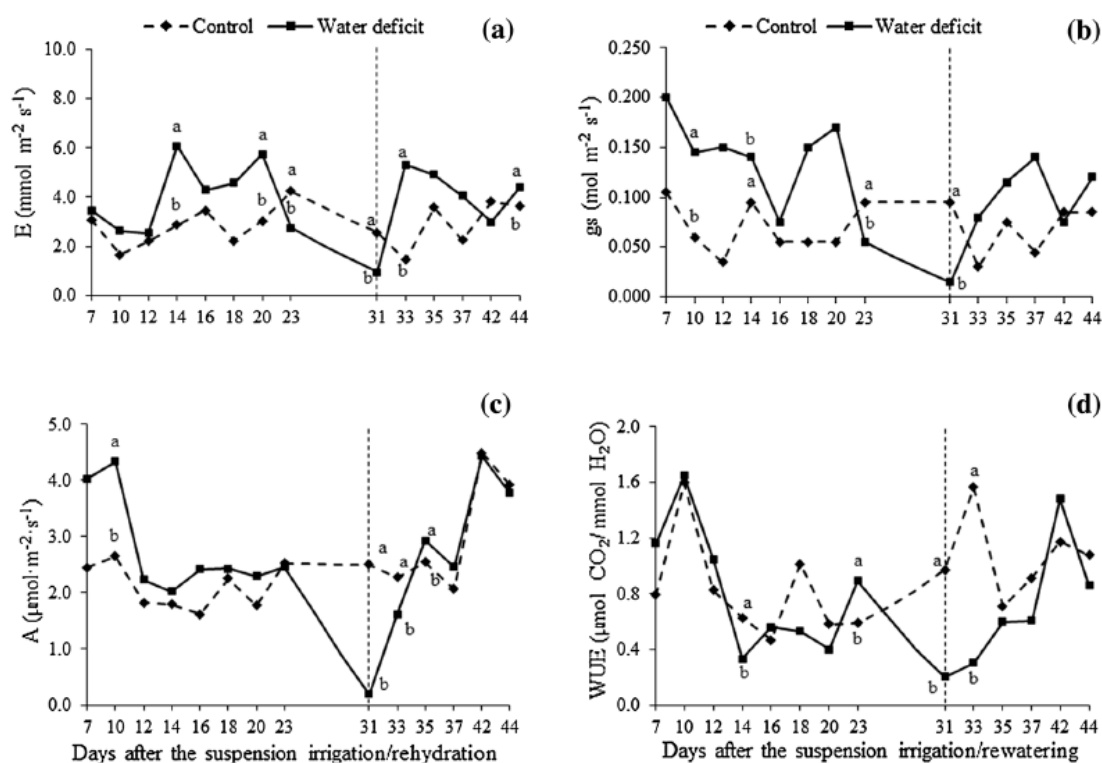 Control Water deficit (a)
E (mmol m⁻² s⁻¹)
10.0
8.0
6.0
4.0
2.0
0.0
a a a a a a
b b b b b b
7 10 12 14 16 18 20 23 31 33 35 37 42 44
Control Water deficit (b)
gs (mol m⁻² s⁻¹)
0.250
0.200
0.150
0.100
0.050
0.000
a b a a
b a b b
7 10 12 14 16 18 20 23 31 33 35 37 42 44
(c)
A (µmol·m⁻²·s⁻¹)
5.0
4.0
3.0
2.0
1.0
0.0
a a a a
b b b b
7 10 12 14 16 18 20 23 31 33 35 37 42 44
Days after the suspension irrigation/rehydration
(d)
WUE (µmol CO₂/ mmol H₂O)
2.0
1.6
1.2
0.8
0.4
0.0
a a a a
b b b b
7 10 12 14 16 18 20 23 31 33 35 37 42 44
Days after the suspension irrigation/rewatering